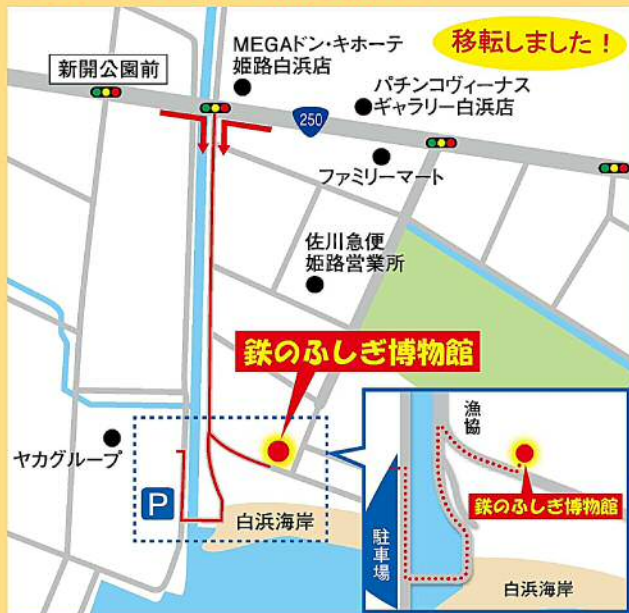 移転しました！
MEGAドン・キホーテ
姫路白浜店
新開公園前
パチンコヴィーナス
ギャラリー白浜店
250
ファミリーマート
佐川急便
姫路営業所
鉄のふしぎ博物館
ヤカグループ
P
白浜海岸
漁協
鉄のふしぎ博物館
駐車場
白浜海岸